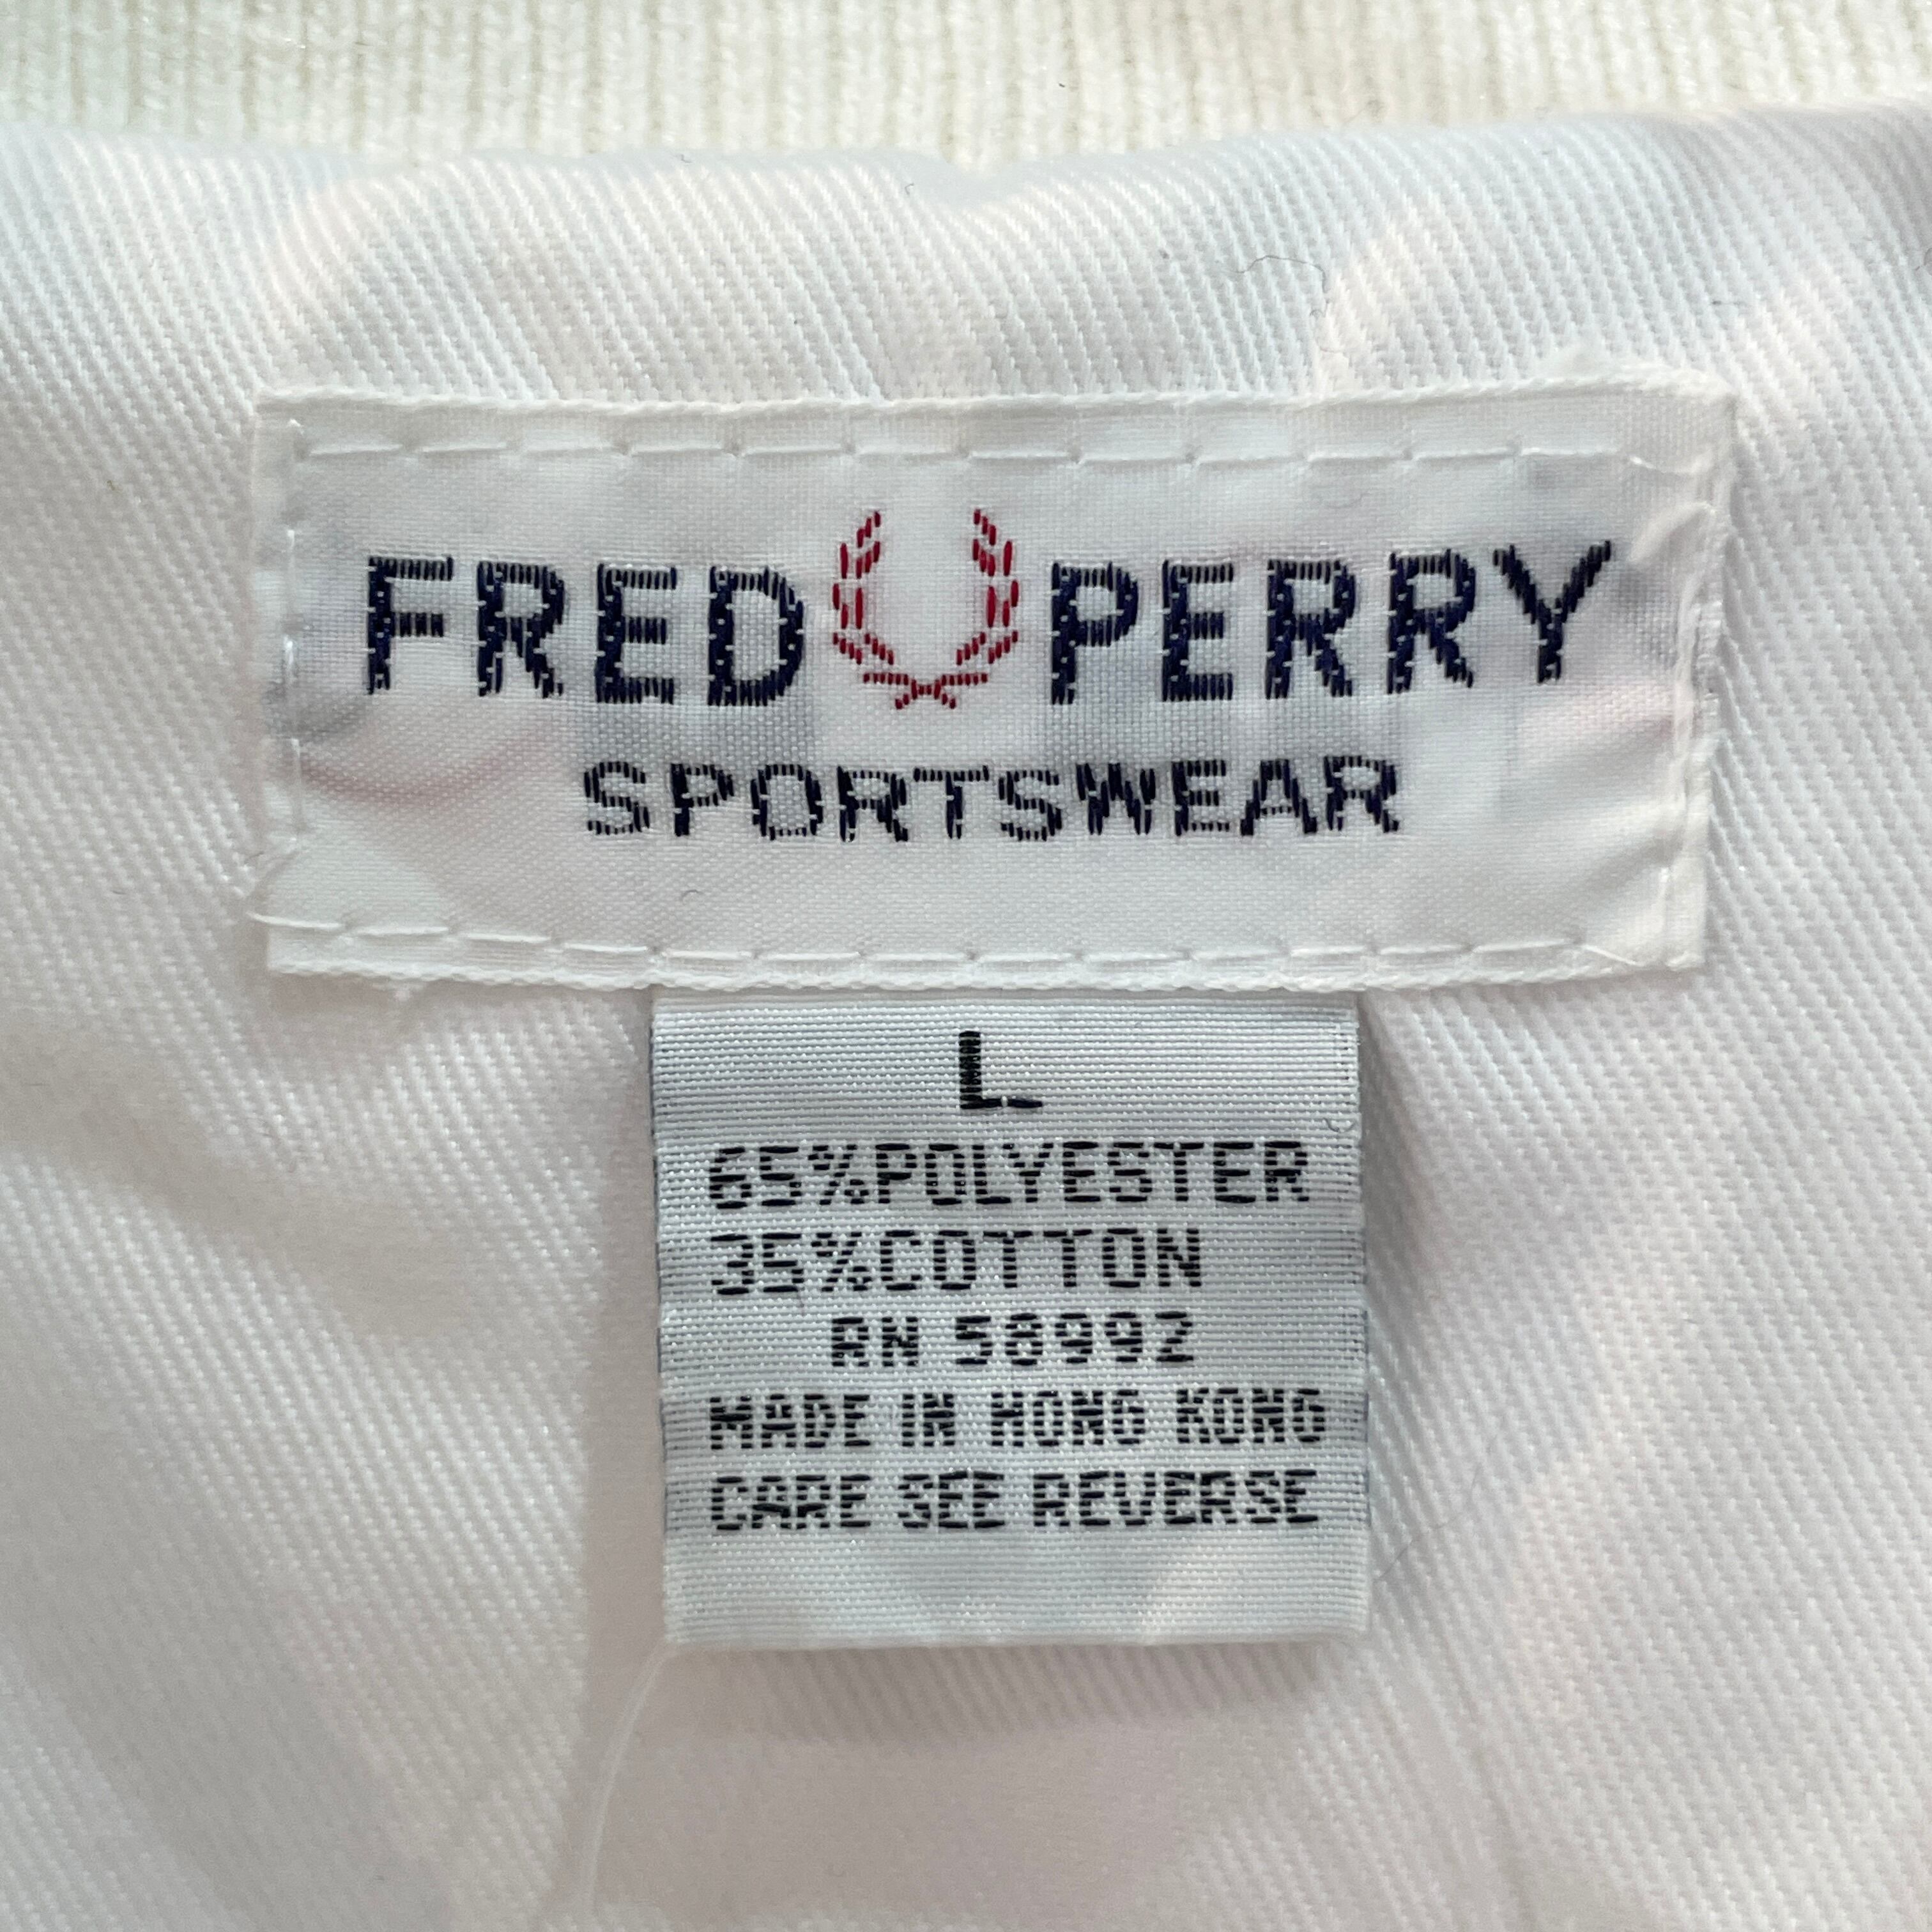 FRED PERRY
SPORTSWEAR
L
65%POLYESTER
35%COTTON
RN 58992
MADE IN HONG KONG
CARE SEE REVERSE